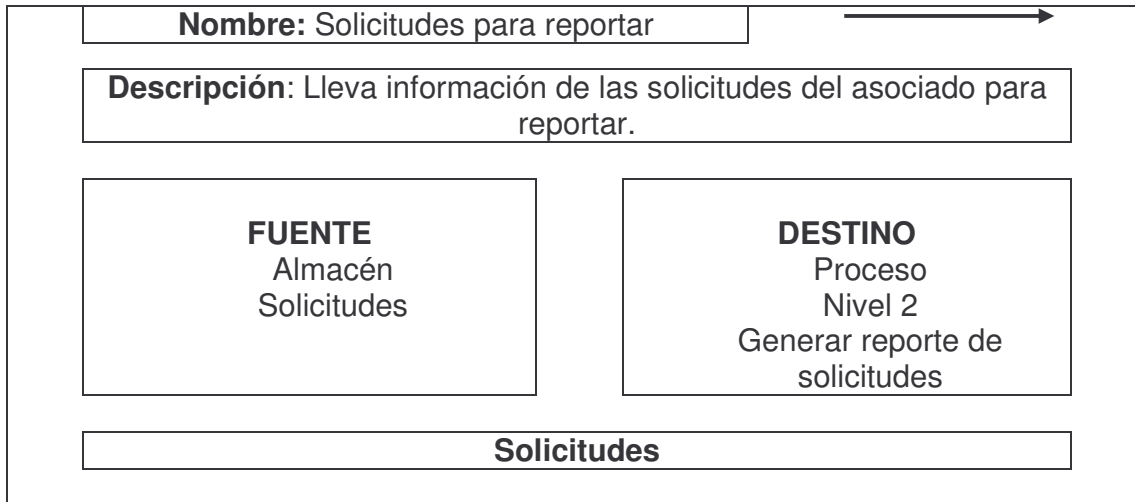 Nombre: Solicitudes para reportar
Descripción: Lleva información de las solicitudes del asociado para
reportar.
FUENTE
Almacén
Solicitudes
DESTINO
Proceso
Nivel 2
Generar reporte de
solicitudes
Solicitudes